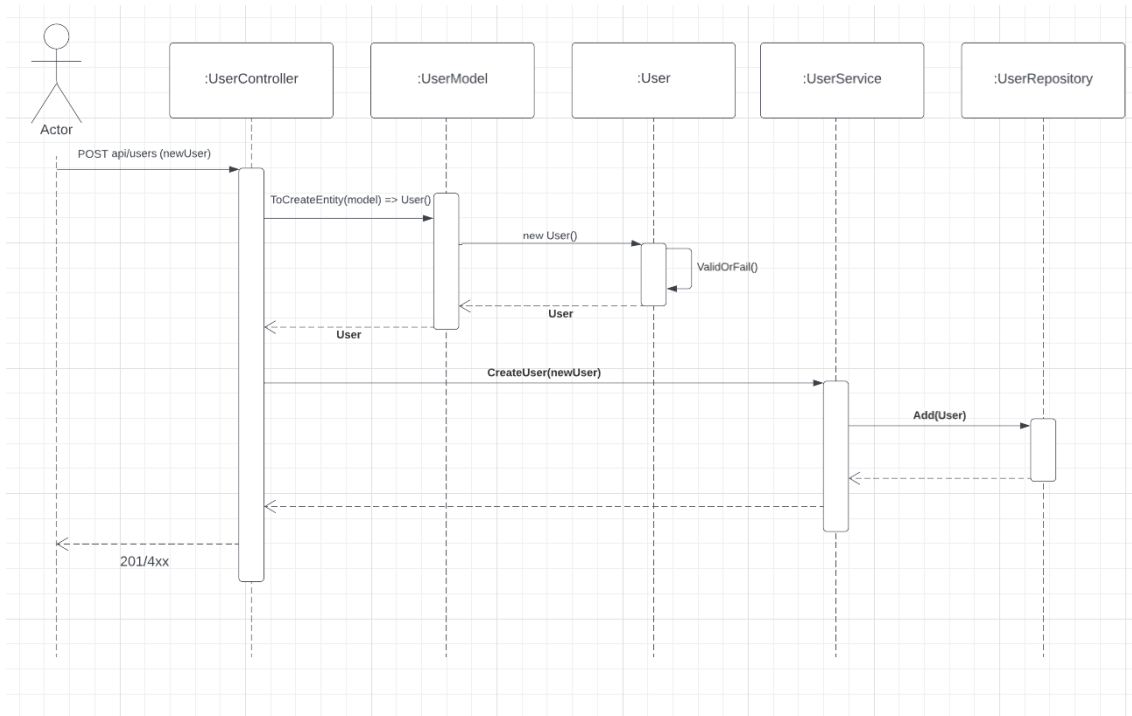 :UserController
:UserModel
:User
:UserService
:UserRepository
Actor
POST api/users (newUser)
ToCreateEntity(model) => User()
new User()
ValidOrFail()
User
User
CreateUser(newUser)
Add(User)
201/4xx